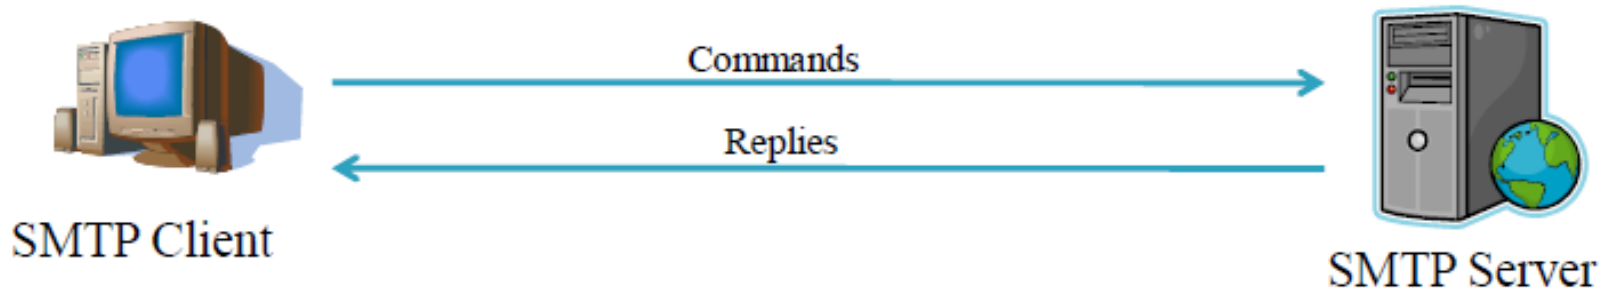 Commands
Replies
SMTP Client
SMTP Server